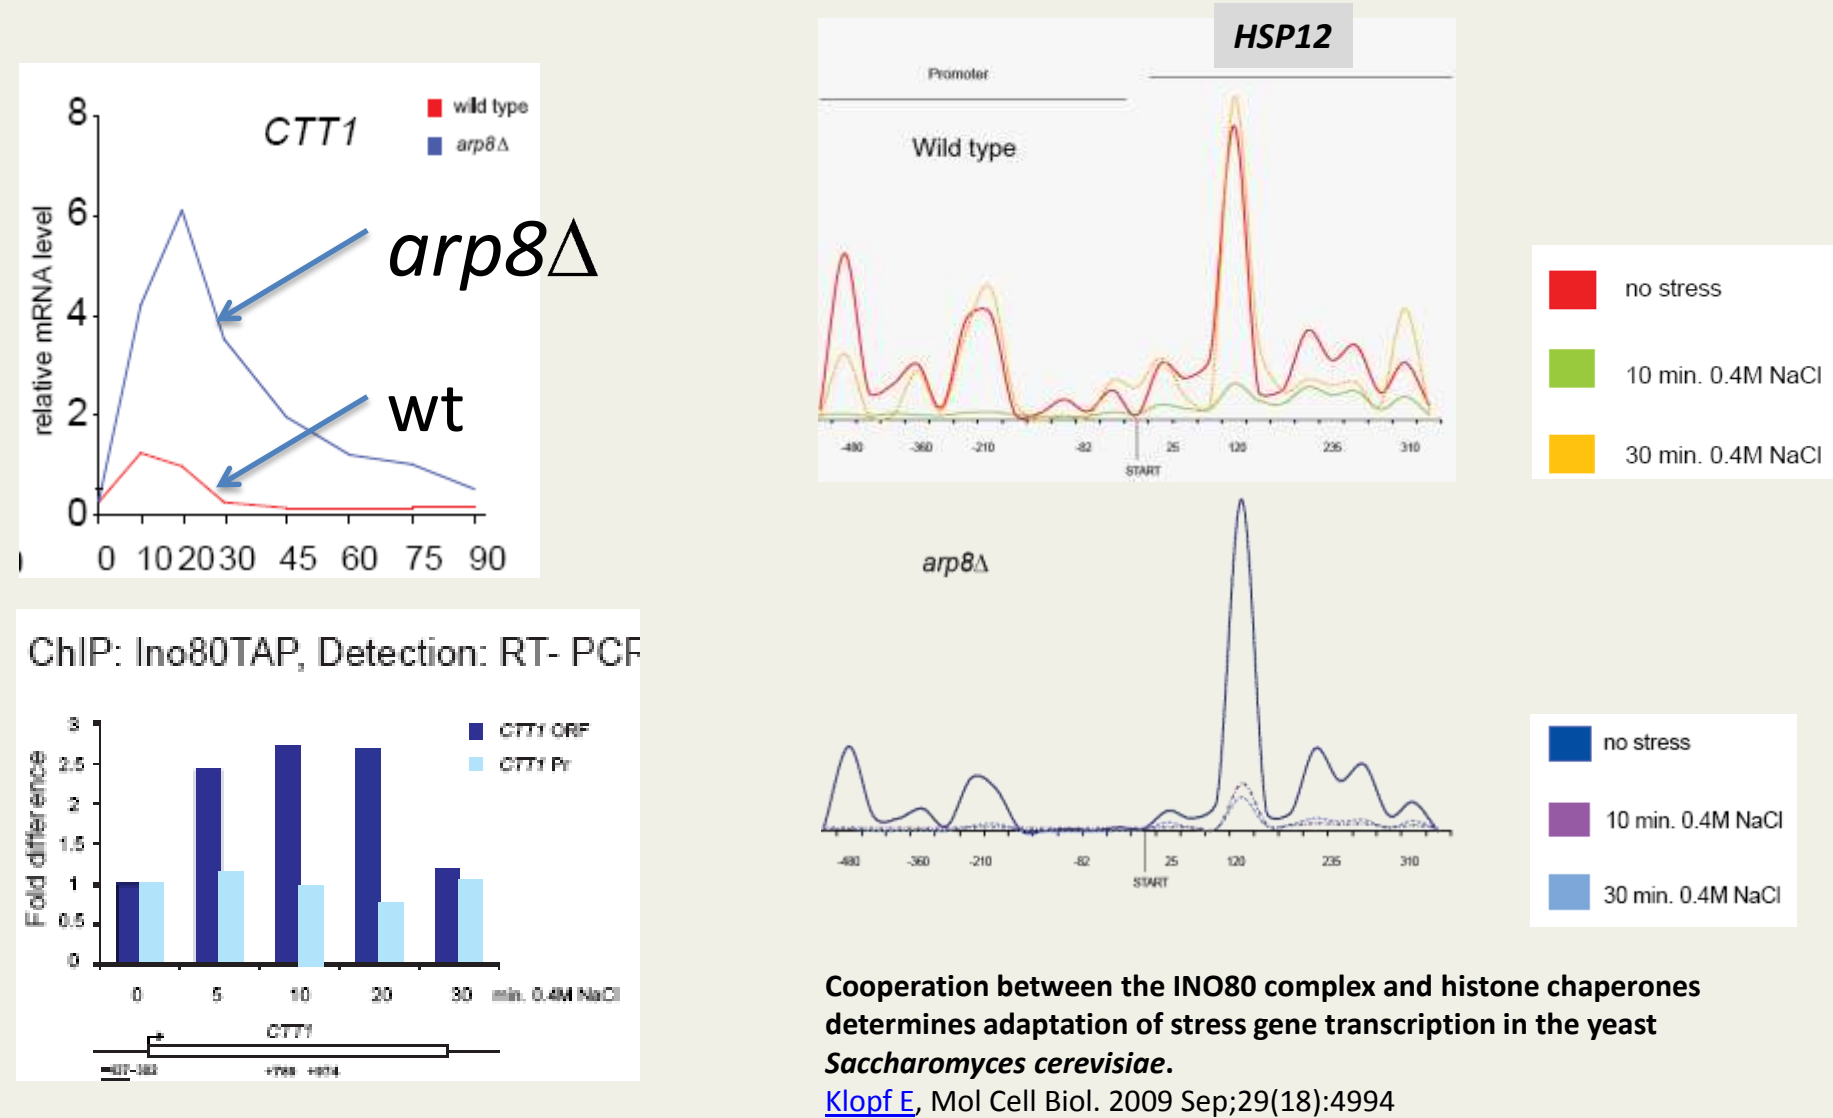 HSP12
Promoter
Wild type
8
CTT1
wild type
arp8Δ
6
4
2
0
relative mRNA level
0 10 20 30 45 60 75 90
arp8Δ
wt
-480 -360 -210 -82 25 120 235 310
START
no stress
10 min. 0.4M NaCl
30 min. 0.4M NaCl
arp8Δ
-480 -360 -210 -82 25 120 235 310
START
no stress
10 min. 0.4M NaCl
30 min. 0.4M NaCl
ChIP: Ino80TAP, Detection: RT- PCR
3
2.5
2
1.5
1
0.5
0
Fold difference
CTT1 ORF
CTT1 Pr
0 5 10 20 30 min. 0.4M NaCl
CTT1
Cooperation between the INO80 complex and histone chaperones
determines adaptation of stress gene transcription in the yeast
Saccharomyces cerevisiae.
Klopf E, Mol Cell Biol. 2009 Sep;29(18):4994